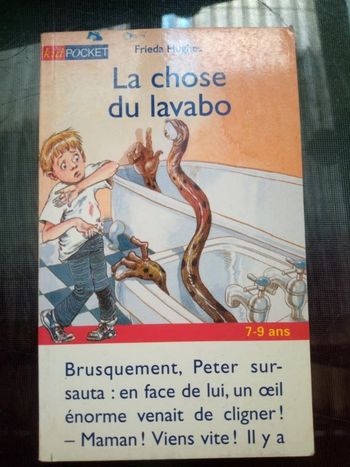 kid POCKET
Frieda Hughes
La chose
du lavabo
7-9 ans
Brusquement, Peter sur-
sauta : en face de lui, un œil
énorme venait de cligner !
– Maman ! Viens vite ! Il y a